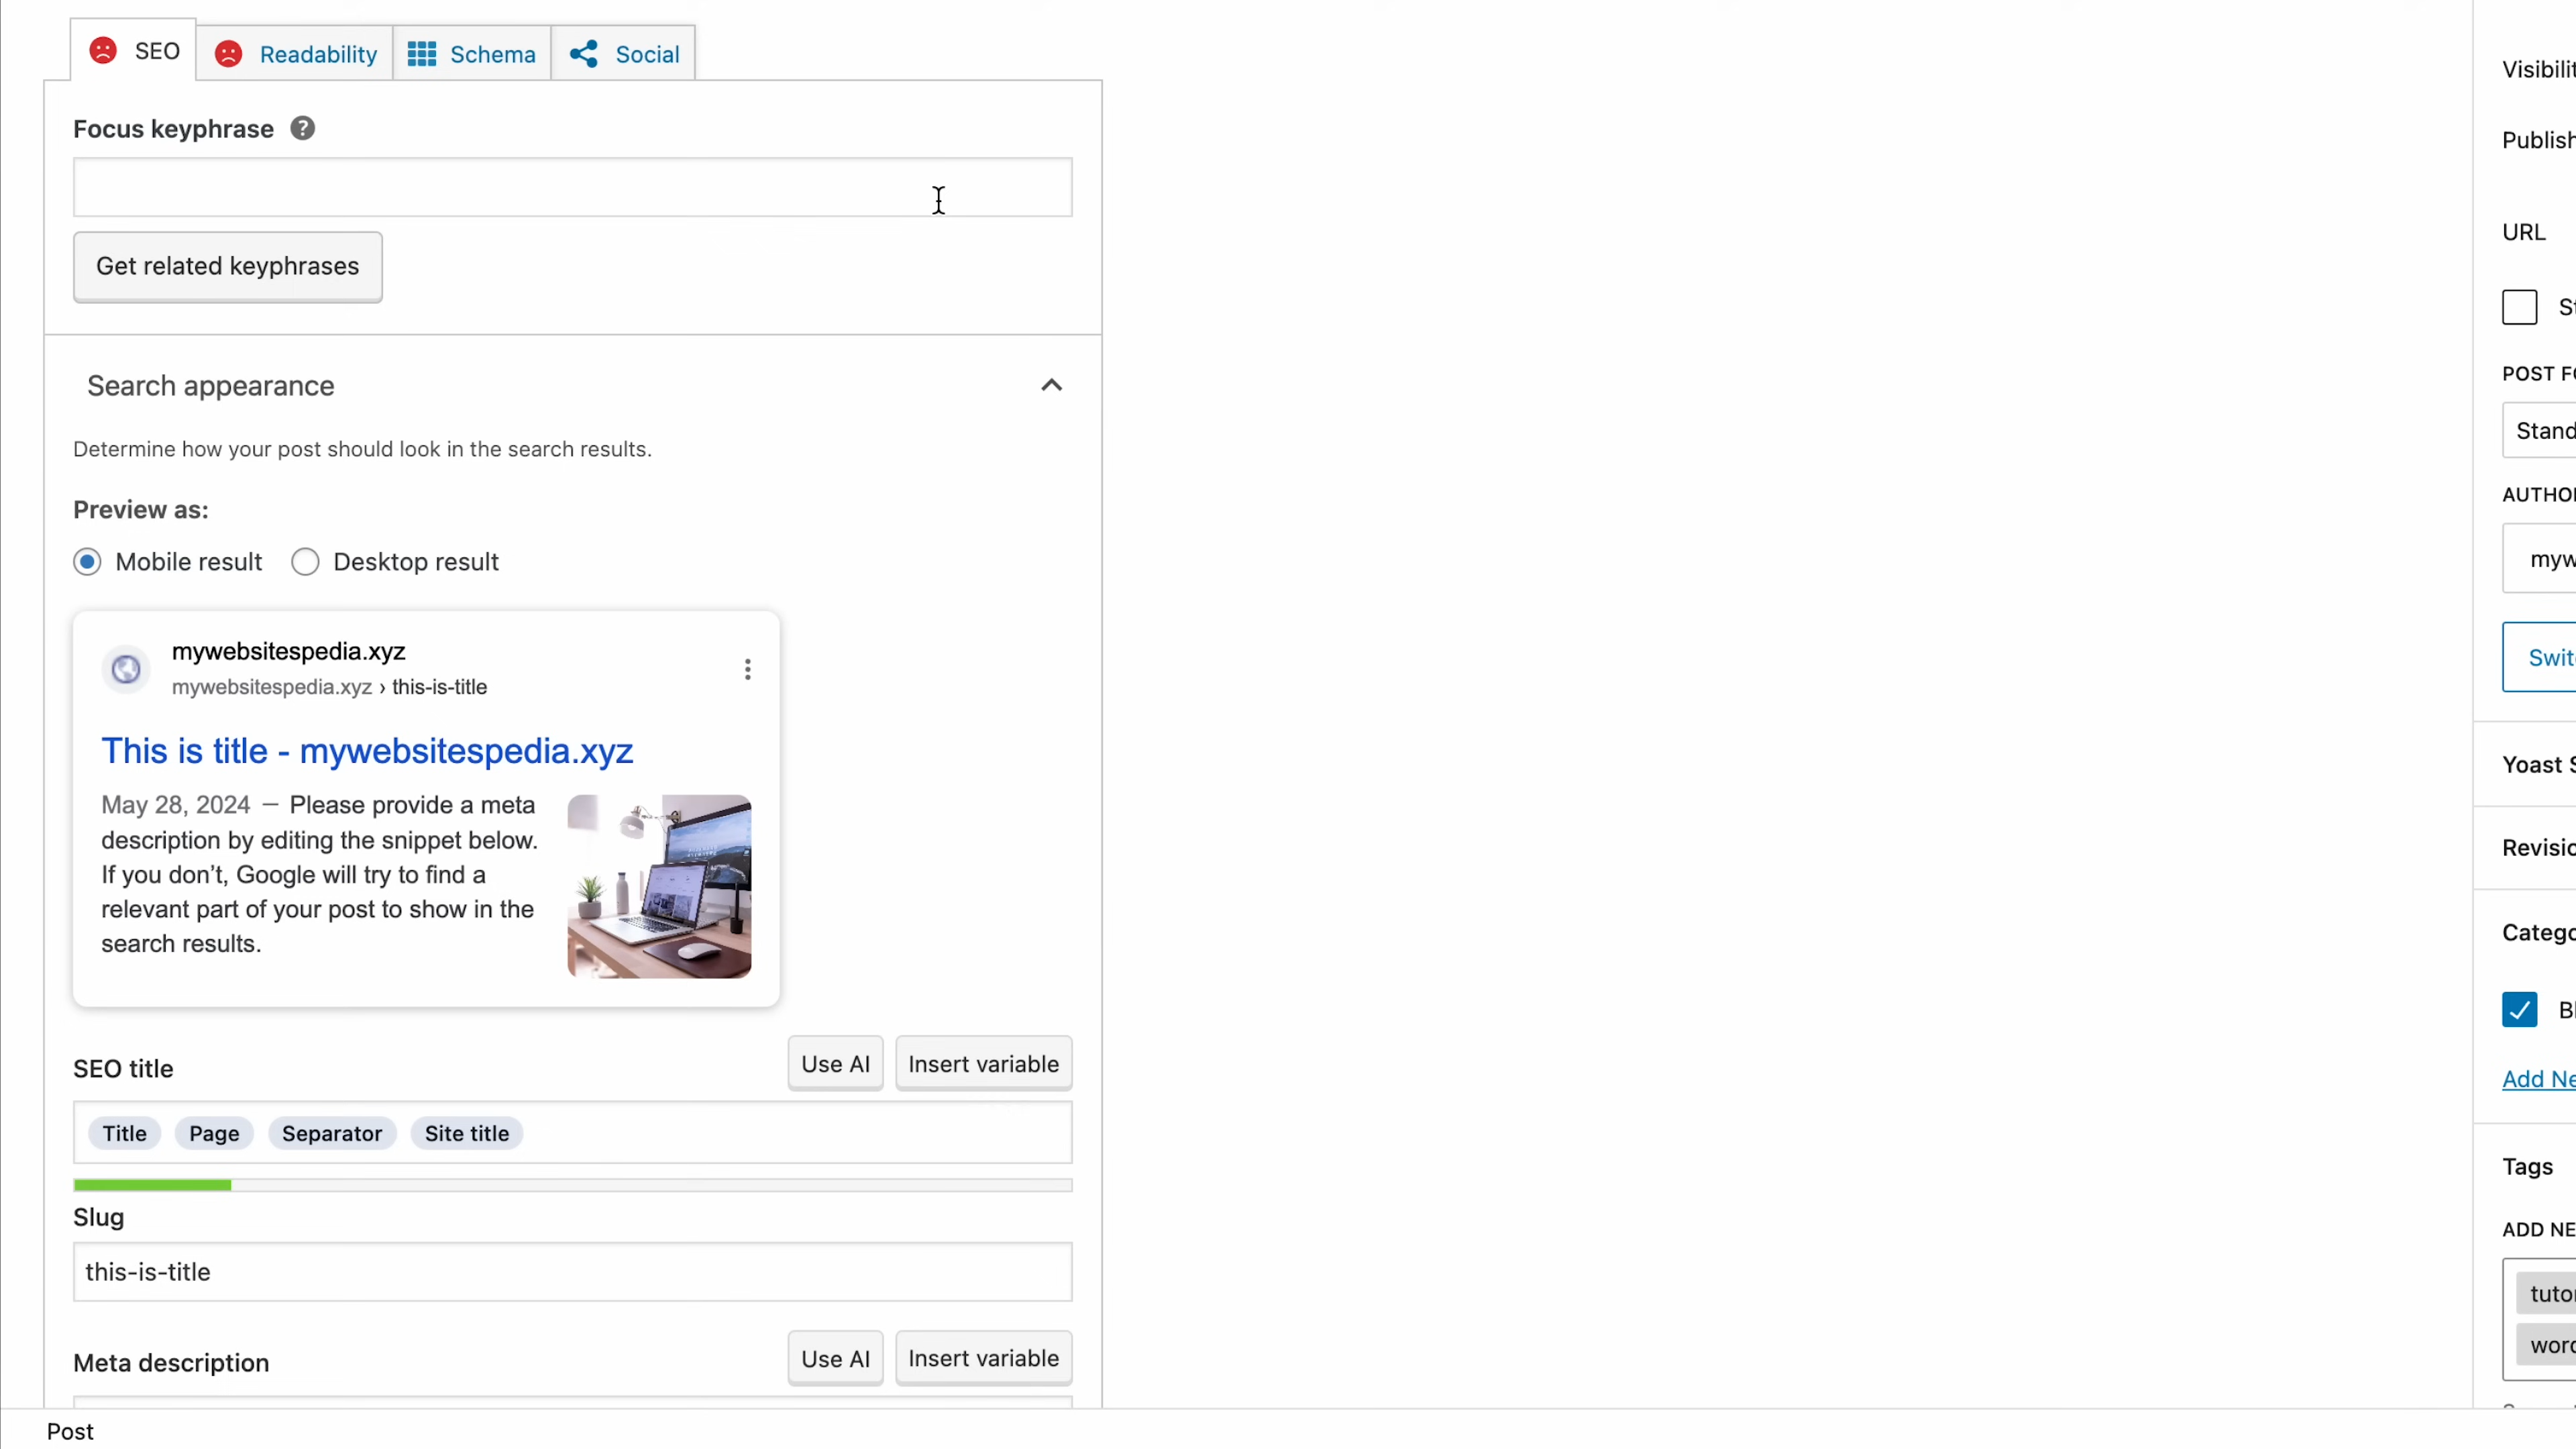 SEO
Readability
Schema
Social
Focus keyphrase ?
Get related keyphrases
Search appearance
Determine how your post should look in the search results.
Preview as:
Mobile result
Desktop result
mywebsitespedia.xyz
mywebsitespedia.xyz › this-is-title
This is title - mywebsitespedia.xyz
May 28, 2024 – Please provide a meta
description by editing the snippet below.
If you don’t, Google will try to find a
relevant part of your post to show in the
search results.
SEO title
Use AI
Insert variable
Title Page Separator Site title
Slug
this-is-title
Meta description
Use AI
Insert variable
Post
URL
POST
Yoast
Tags